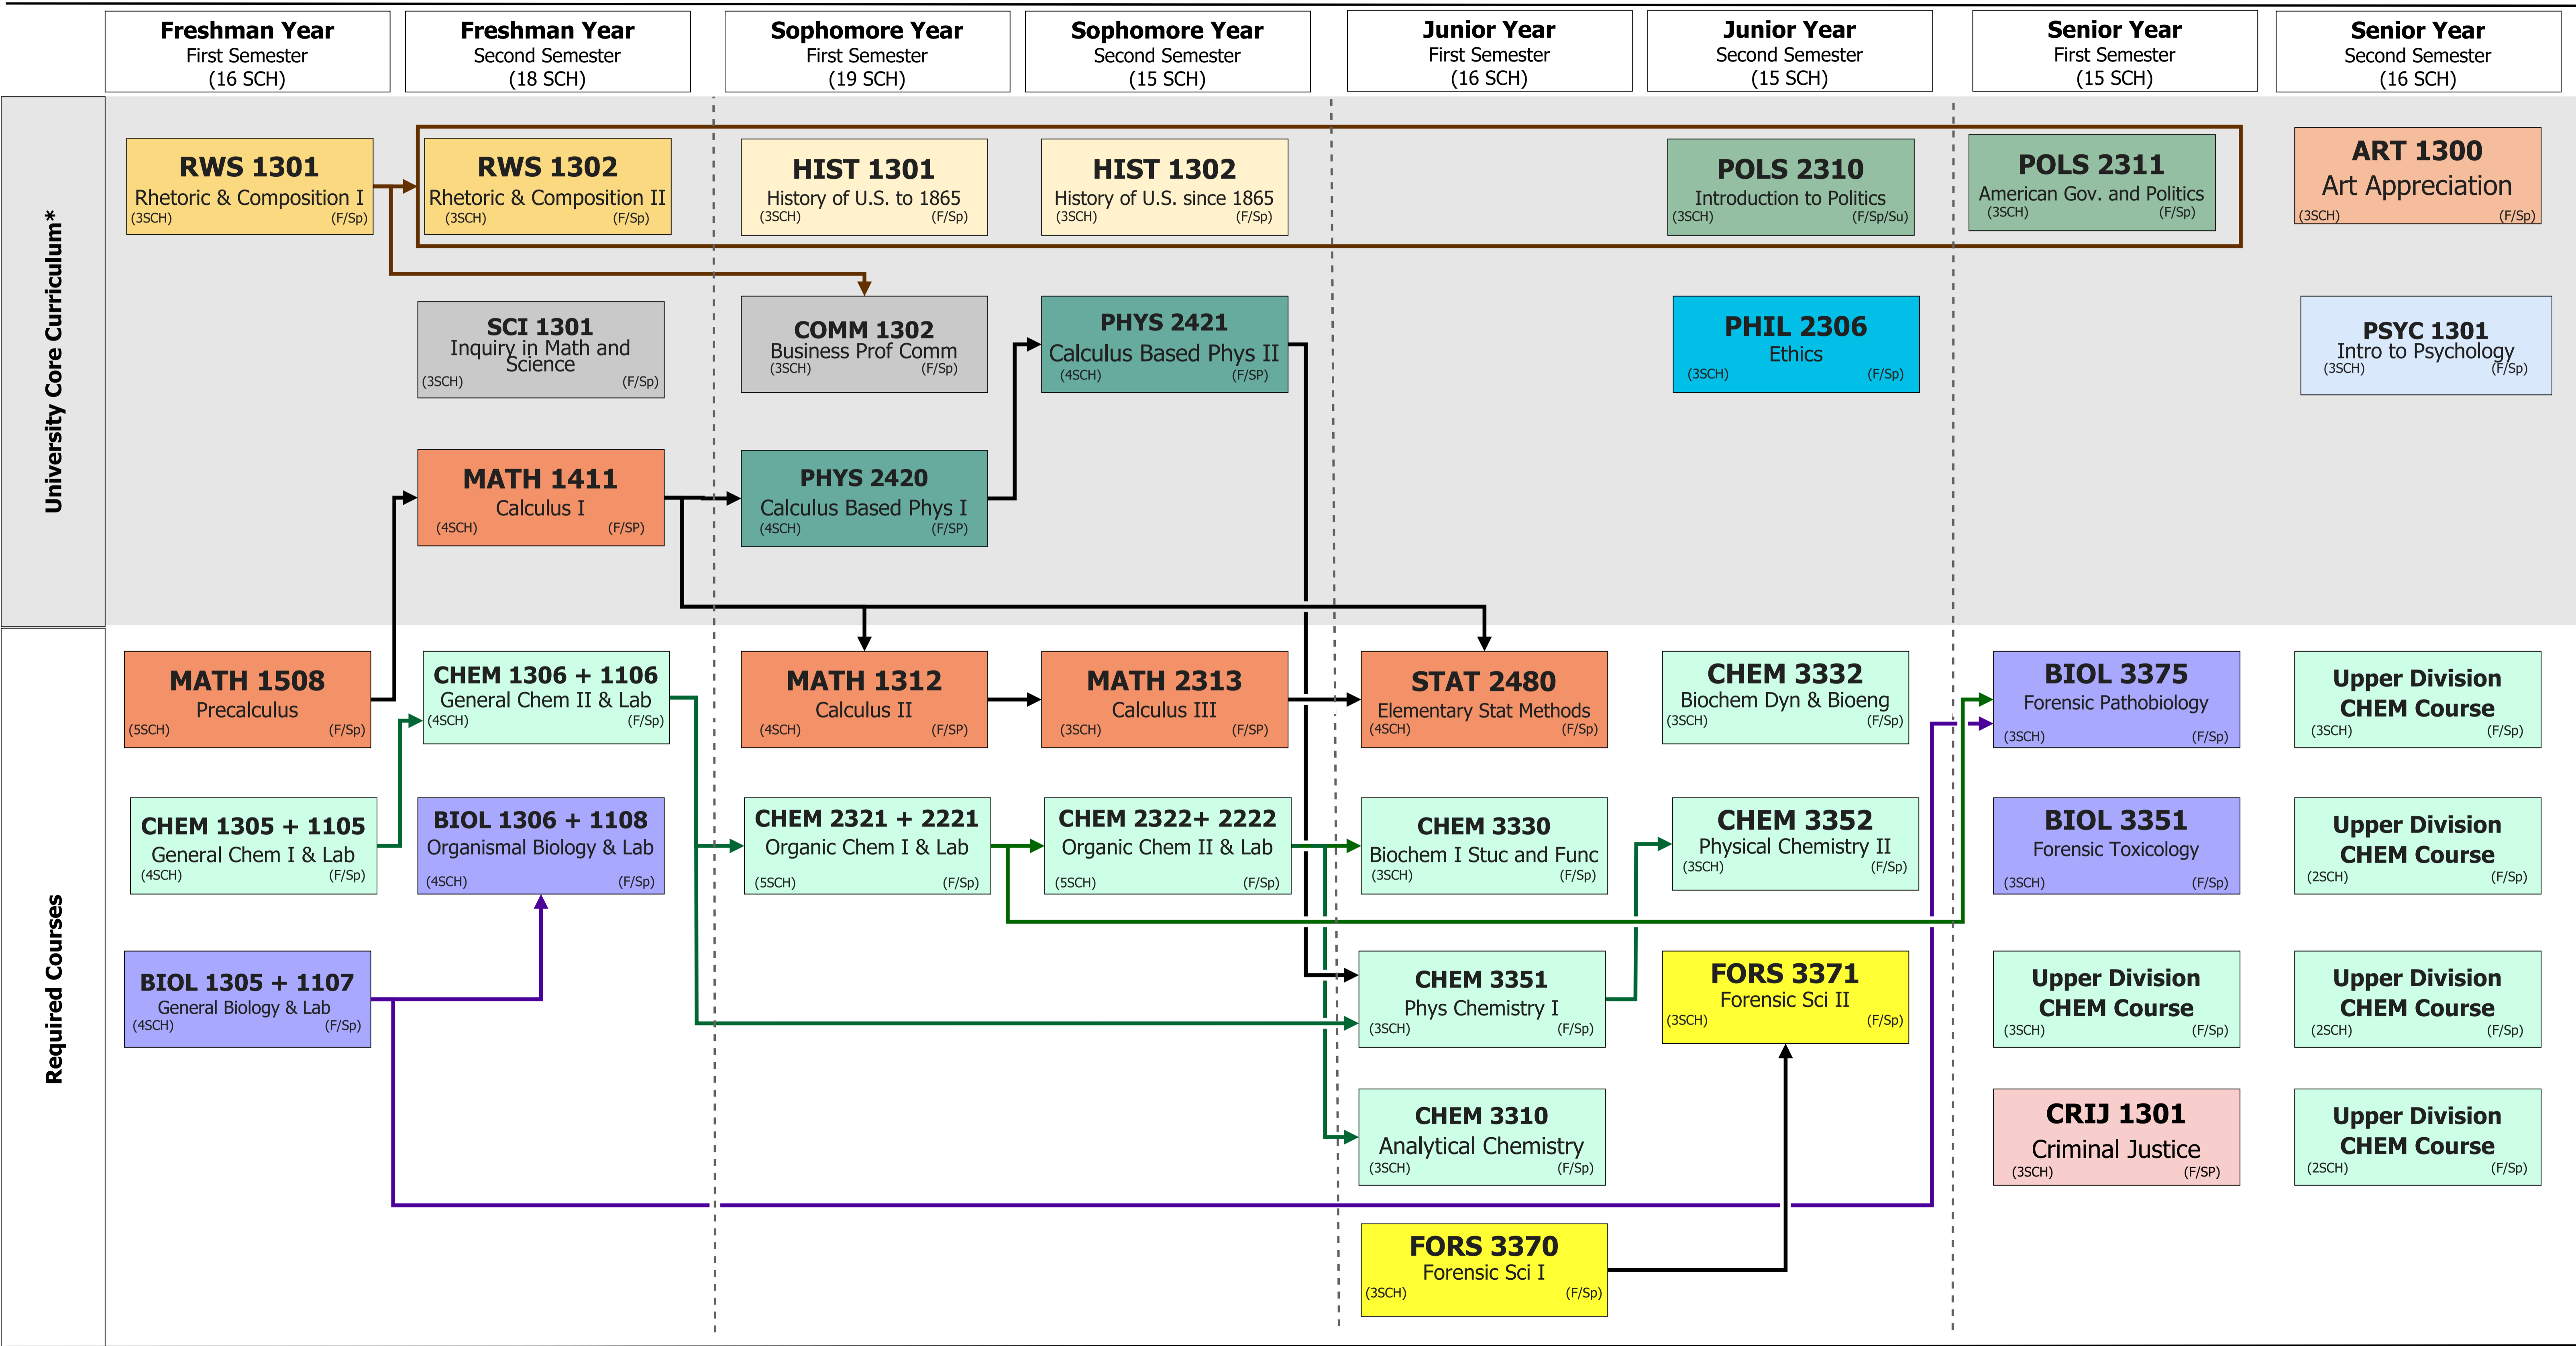 Freshman Year
First Semester
(16 SCH)
Freshman Year
Second Semester
(18 SCH)
Sophomore Year
First Semester
(19 SCH)
Sophomore Year
Second Semester
(15 SCH)
Junior Year
First Semester
(16 SCH)
Junior Year
Second Semester
(15 SCH)
Senior Year
First Semester
(15 SCH)
Senior Year
Second Semester
(16 SCH)
University Core Curriculum*
RWS 1301
Rhetoric & Composition I
(3SCH) (F/Sp)
RWS 1302
Rhetoric & Composition II
(3SCH) (F/Sp)
HIST 1301
History of U.S. to 1865
(3SCH) (F/Sp)
HIST 1302
History of U.S. since 1865
(3SCH) (F/Sp)
POLS 2310
Introduction to Politics
(3SCH) (F/Sp/Su)
POLS 2311
American Gov. and Politics
(3SCH) (F/Sp)
ART 1300
Art Appreciation
(3SCH) (F/Sp)
SCI 1301
Inquiry in Math and
Science
(3SCH) (F/Sp)
COMM 1302
Business Prof Comm
(3SCH) (F/Sp)
PHYS 2421
Calculus Based Phys II
(4SCH) (F/SP)
PHIL 2306
Ethics
(3SCH) (F/Sp)
PSYC 1301
Intro to Psychology
(3SCH) (F/Sp)
MATH 1411
Calculus I
(4SCH) (F/SP)
PHYS 2420
Calculus Based Phys I
(4SCH) (F/SP)
Required Courses
MATH 1508
Precalculus
(5SCH) (F/Sp)
CHEM 1306 + 1106
General Chem II & Lab
(4SCH) (F/Sp)
MATH 1312
Calculus II
(4SCH) (F/SP)
MATH 2313
Calculus III
(3SCH) (F/SP)
STAT 2480
Elementary Stat Methods
(4SCH) (F/Sp)
CHEM 3332
Biochem Dyn & Bioeng
(3SCH) (F/Sp)
BIOL 3375
Forensic Pathobiology
(3SCH) (F/Sp)
Upper Division
CHEM Course
(3SCH) (F/Sp)
CHEM 1305 + 1105
General Chem I & Lab
(4SCH) (F/Sp)
BIOL 1306 + 1108
Organismal Biology & Lab
(4SCH) (F/Sp)
CHEM 2321 + 2221
Organic Chem I & Lab
(5SCH) (F/Sp)
CHEM 2322+ 2222
Organic Chem II & Lab
(5SCH) (F/Sp)
CHEM 3330
Biochem I Stuc and Func
(3SCH) (F/Sp)
CHEM 3352
Physical Chemistry II
(3SCH) (F/Sp)
BIOL 3351
Forensic Toxicology
(3SCH) (F/Sp)
Upper Division
CHEM Course
(2SCH) (F/Sp)
BIOL 1305 + 1107
General Biology & Lab
(4SCH) (F/Sp)
CHEM 3351
Phys Chemistry I
(3SCH) (F/Sp)
FORS 3371
Forensic Sci II
(3SCH) (F/Sp)
Upper Division
CHEM Course
(3SCH) (F/Sp)
Upper Division
CHEM Course
(2SCH) (F/Sp)
CHEM 3310
Analytical Chemistry
(3SCH) (F/Sp)
CRIJ 1301
Criminal Justice
(3SCH) (F/SP)
Upper Division
CHEM Course
(2SCH) (F/Sp)
FORS 3370
Forensic Sci I
(3SCH) (F/Sp)